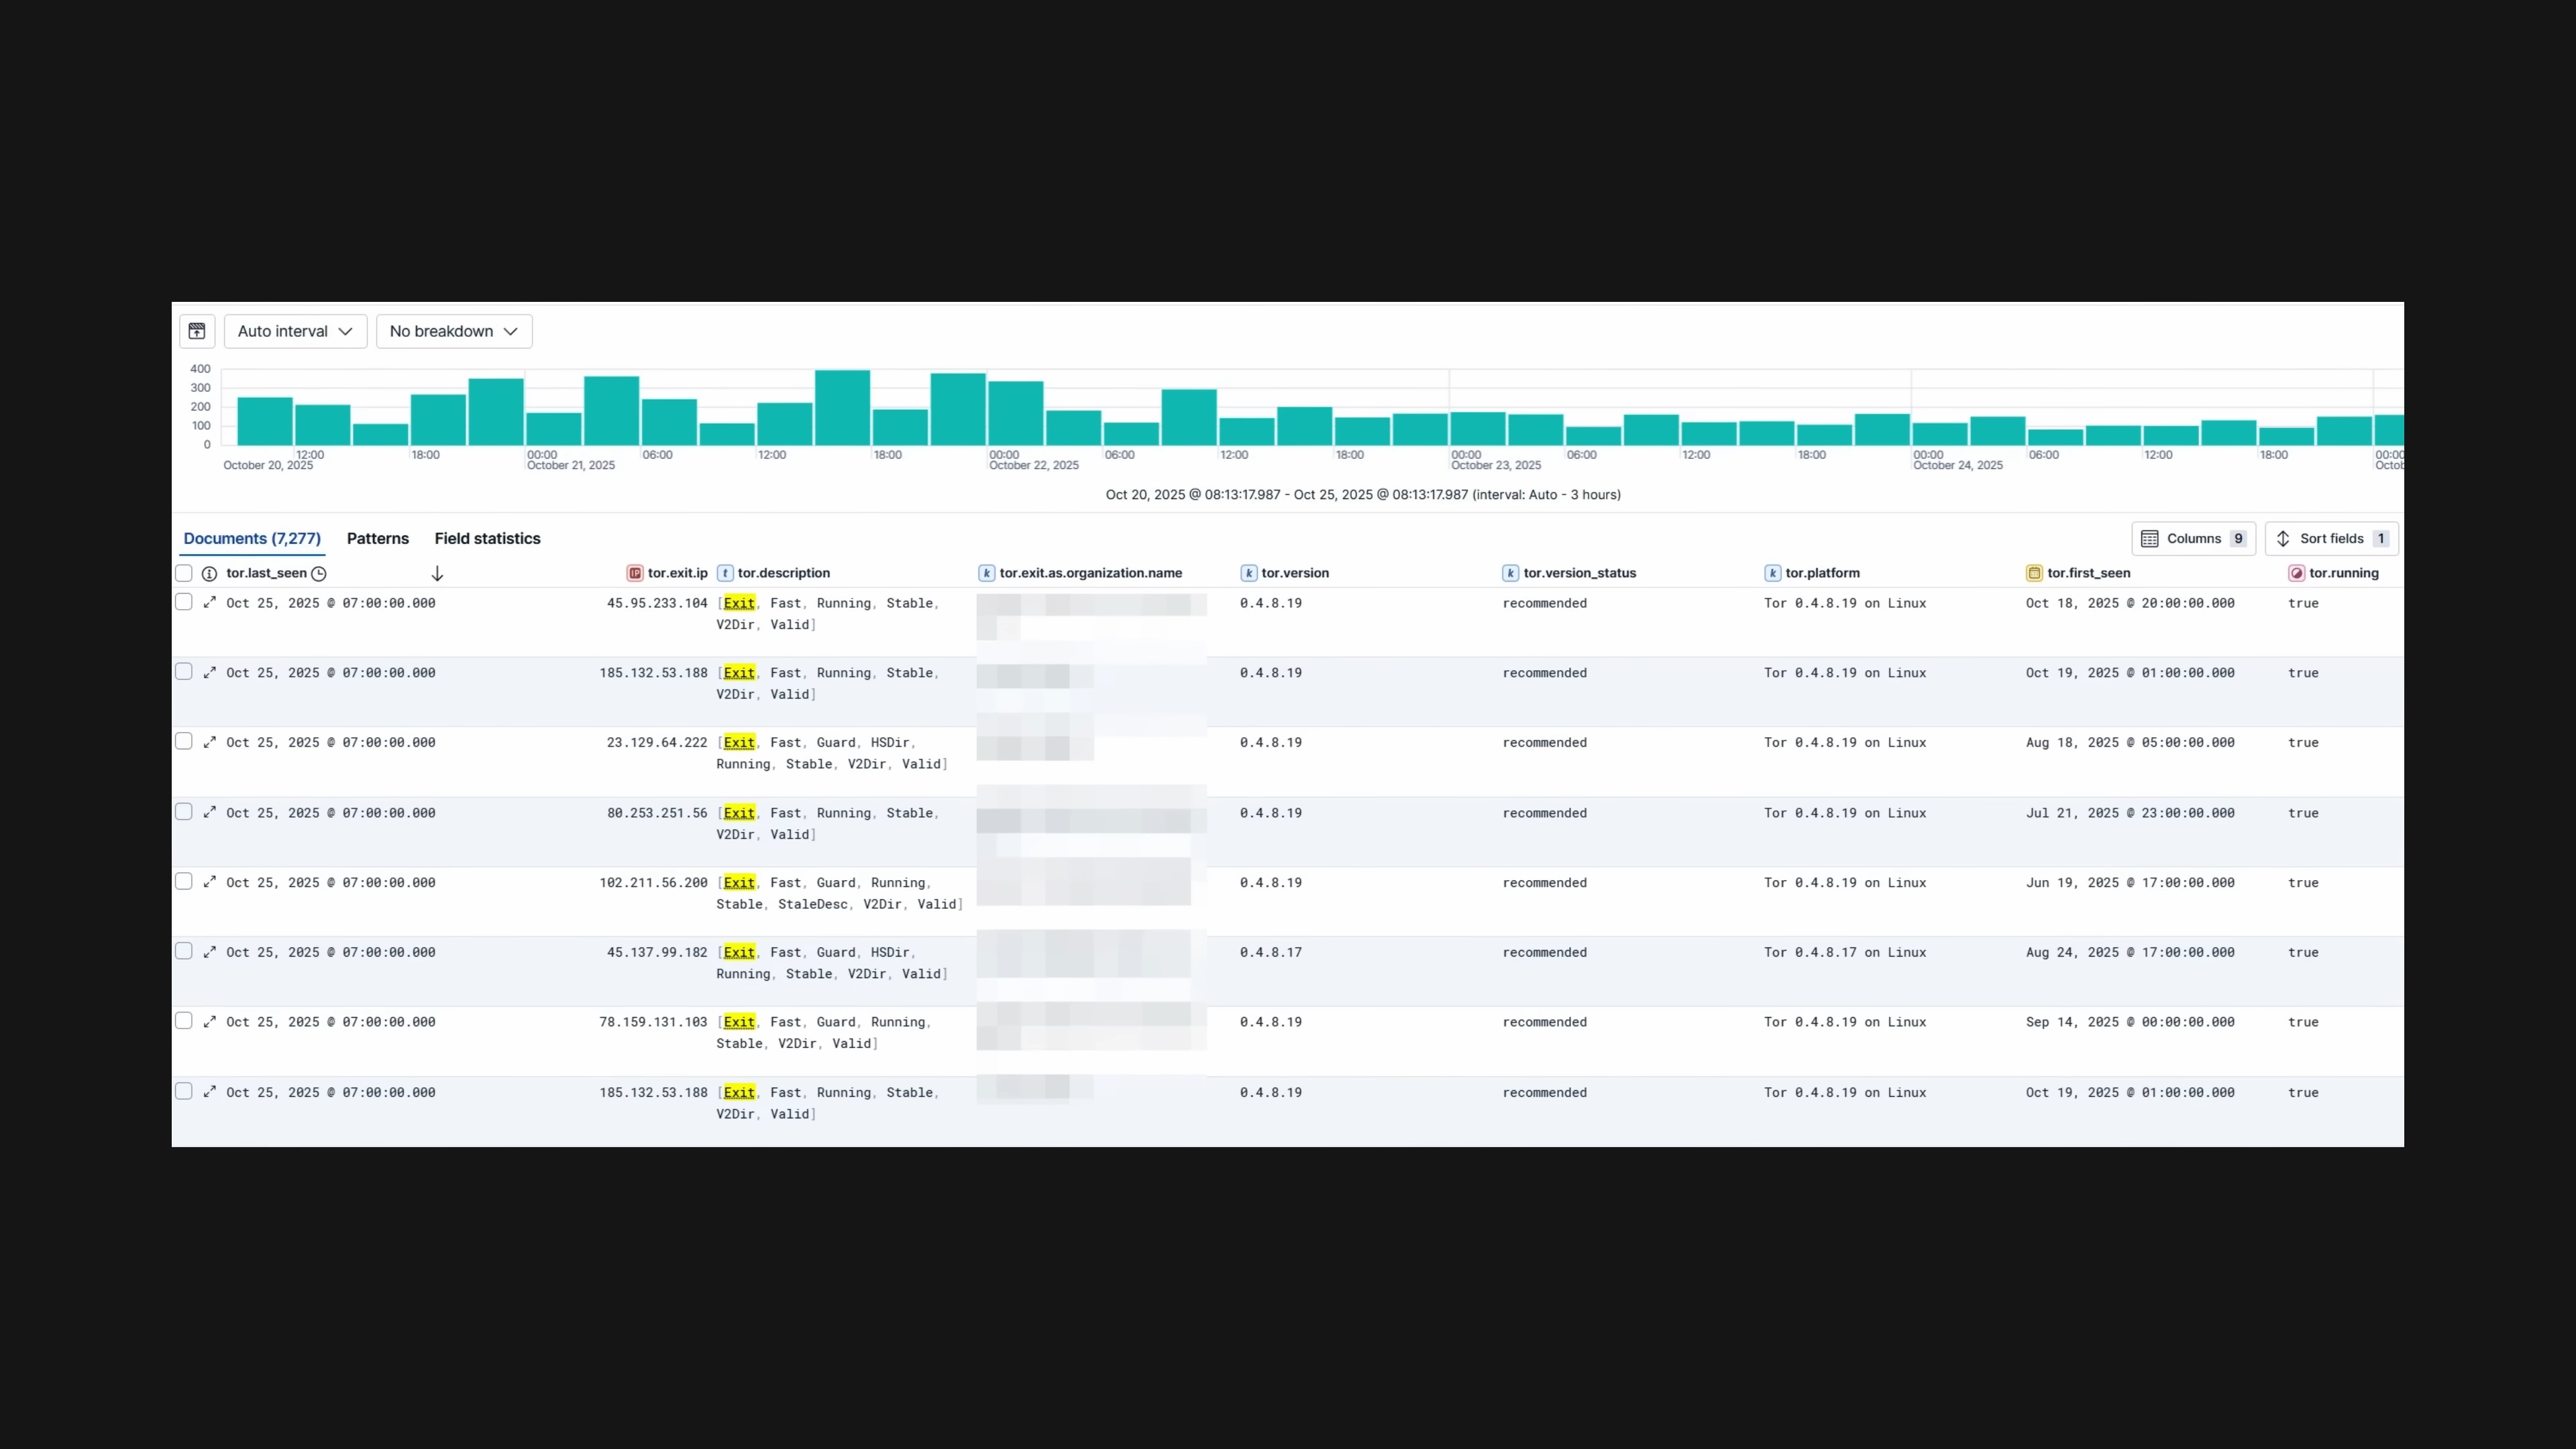 Auto interval No breakdown
400
300
200
100
0
12:00 18:00 00:00 06:00 12:00 18:00 00:00 06:00 12:00 18:00 00:00 06:00 12:00 18:00 00:00 06:00 12:00 18:00 00:00
October 20, 2025 October 21, 2025 October 22, 2025 October 23, 2025 October 24, 2025 Octob
Oct 20, 2025 @ 08:13:17.987 - Oct 25, 2025 @ 08:13:17.987 (interval: Auto - 3 hours)
Documents (7,277) Patterns Field statistics Columns 9 Sort fields 1
tor.last_seen IP tor.exit.ip t tor.description k tor.exit.as.organization.name k tor.version k tor.version_status k tor.platform tor.first_seen tor.running
Oct 25, 2025 @ 07:00:00.000 45.95.233.104 [Exit, Fast, Running, Stable, 0.4.8.19 recommended Tor 0.4.8.19 on Linux Oct 18, 2025 @ 20:00:00.000 true
V2Dir, Valid]
Oct 25, 2025 @ 07:00:00.000 185.132.53.188 [Exit, Fast, Running, Stable, 0.4.8.19 recommended Tor 0.4.8.19 on Linux Oct 19, 2025 @ 01:00:00.000 true
V2Dir, Valid]
Oct 25, 2025 @ 07:00:00.000 23.129.64.222 [Exit, Fast, Guard, HSDir, 0.4.8.19 recommended Tor 0.4.8.19 on Linux Aug 18, 2025 @ 05:00:00.000 true
Running, Stable, V2Dir, Valid]
Oct 25, 2025 @ 07:00:00.000 80.253.251.56 [Exit, Fast, Running, Stable, 0.4.8.19 recommended Tor 0.4.8.19 on Linux Jul 21, 2025 @ 23:00:00.000 true
V2Dir, Valid]
Oct 25, 2025 @ 07:00:00.000 102.211.56.200 [Exit, Fast, Guard, Running, 0.4.8.19 recommended Tor 0.4.8.19 on Linux Jun 19, 2025 @ 17:00:00.000 true
Stable, StaleDesc, V2Dir, Valid]
Oct 25, 2025 @ 07:00:00.000 45.137.99.182 [Exit, Fast, Guard, HSDir, 0.4.8.17 recommended Tor 0.4.8.17 on Linux Aug 24, 2025 @ 17:00:00.000 true
Running, Stable, V2Dir, Valid]
Oct 25, 2025 @ 07:00:00.000 78.159.131.103 [Exit, Fast, Guard, Running, 0.4.8.19 recommended Tor 0.4.8.19 on Linux Sep 14, 2025 @ 00:00:00.000 true
Stable, V2Dir, Valid]
Oct 25, 2025 @ 07:00:00.000 185.132.53.188 [Exit, Fast, Running, Stable, 0.4.8.19 recommended Tor 0.4.8.19 on Linux Oct 19, 2025 @ 01:00:00.000 true
V2Dir, Valid]